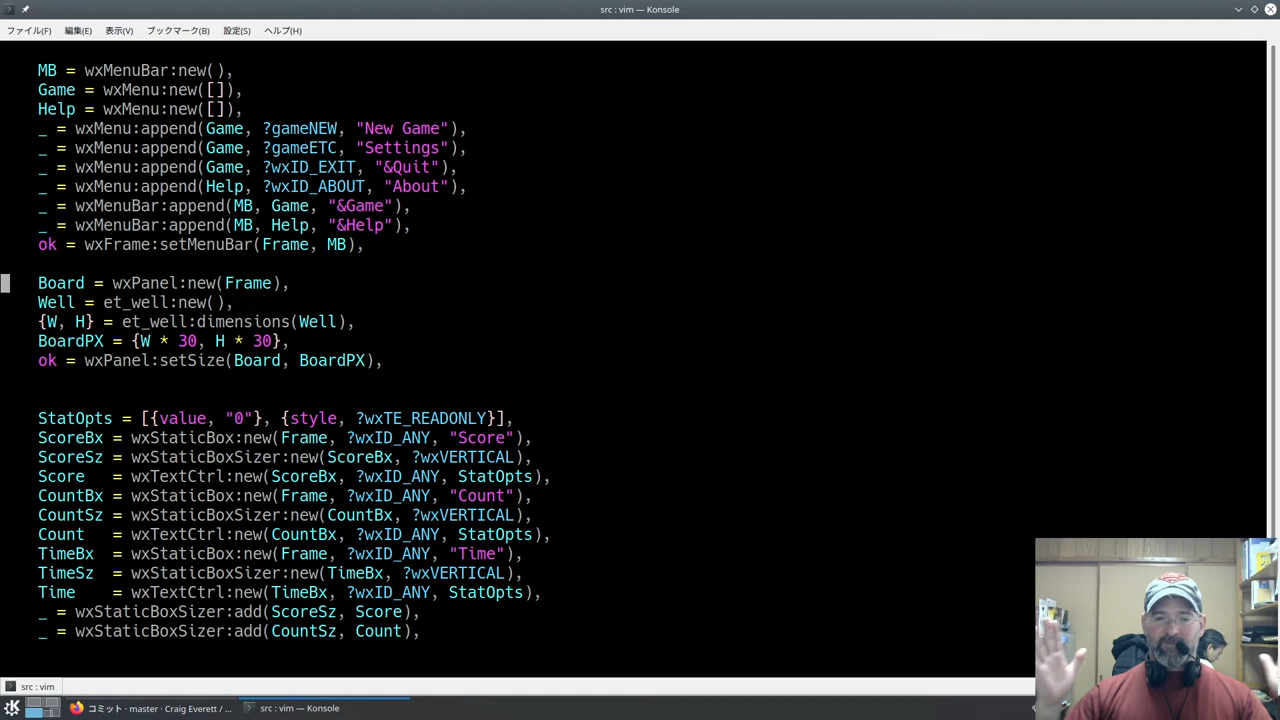 src : vim — Konsole
ファイル(F) 編集(E) 表示(V) ブックマーク(B) 設定(S) ヘルプ(H)
MB = wxMenuBar:new(),
Game = wxMenu:new([]),
Help = wxMenu:new([]),
_ = wxMenu:append(Game, ?gameNEW, "New Game"),
_ = wxMenu:append(Game, ?gameETC, "Settings"),
_ = wxMenu:append(Game, ?wxID_EXIT, "&Quit"),
_ = wxMenu:append(Help, ?wxID_ABOUT, "About"),
_ = wxMenuBar:append(MB, Game, "&Game"),
_ = wxMenuBar:append(MB, Help, "&Help"),
ok = wxFrame:setMenuBar(Frame, MB),
Board = wxPanel:new(Frame),
Well = et_well:new(),
{W, H} = et_well:dimensions(Well),
BoardPX = {W * 30, H * 30},
ok = wxPanel:setSize(Board, BoardPX),
StatOpts = [{value, "0"}, {style, ?wxTE_READONLY}],
ScoreBx = wxStaticBox:new(Frame, ?wxID_ANY, "Score"),
ScoreSz = wxStaticBoxSizer:new(ScoreBx, ?wxVERTICAL),
Score   = wxTextCtrl:new(ScoreBx, ?wxID_ANY, StatOpts),
CountBx = wxStaticBox:new(Frame, ?wxID_ANY, "Count"),
CountSz = wxStaticBoxSizer:new(CountBx, ?wxVERTICAL),
Count   = wxTextCtrl:new(CountBx, ?wxID_ANY, StatOpts),
TimeBx  = wxStaticBox:new(Frame, ?wxID_ANY, "Time"),
TimeSz  = wxStaticBoxSizer:new(TimeBx, ?wxVERTICAL),
Time    = wxTextCtrl:new(TimeBx, ?wxID_ANY, StatOpts),
_ = wxStaticBoxSizer:add(ScoreSz, Score),
_ = wxStaticBoxSizer:add(CountSz, Count),
src : vim
コミット · master · Craig Everett / ... src : vim — Konsole